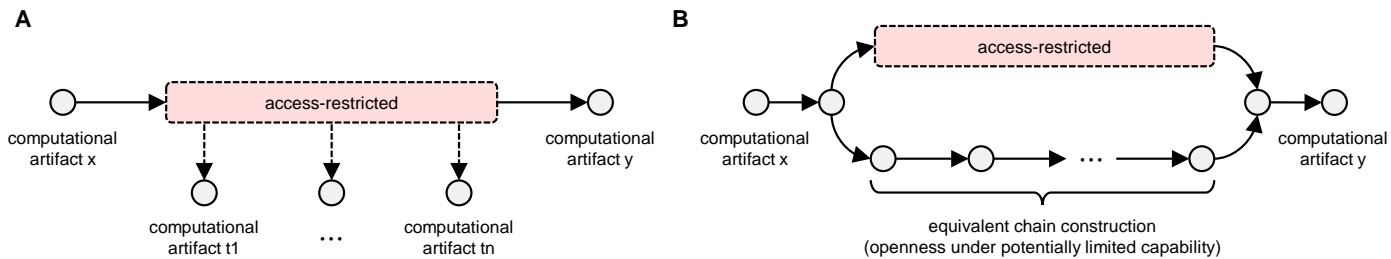 A
access-restricted
computational
artifact x
computational
artifact y
computational
artifact t1
...
computational
artifact tn
B
access-restricted
computational
artifact x
...
computational
artifact y
equivalent chain construction
(openness under potentially limited capability)